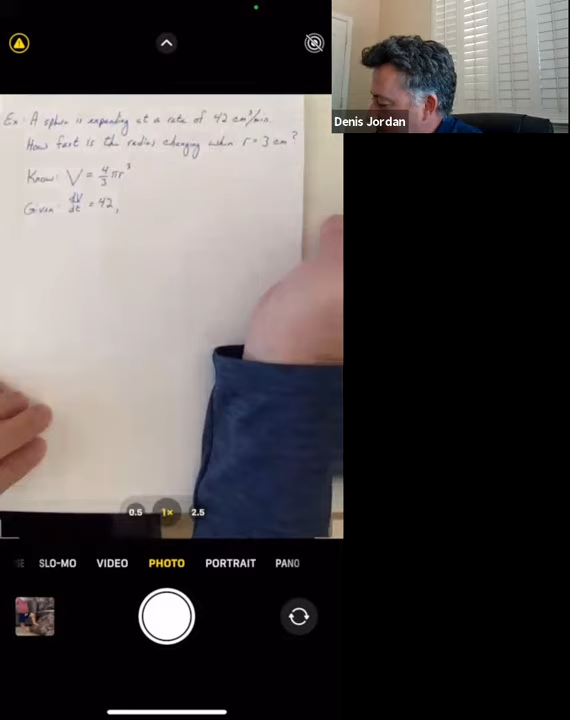 Denis Jordan
Ex: A sphere is expanding at a rate of 42 cm³/min.
How fast is the radius changing when r = 3 cm?
Know: V = 4/3 πr³
Given: dV/dt = 42,
0.5 1× 2.5
SLO-MO VIDEO PHOTO PORTRAIT PANO